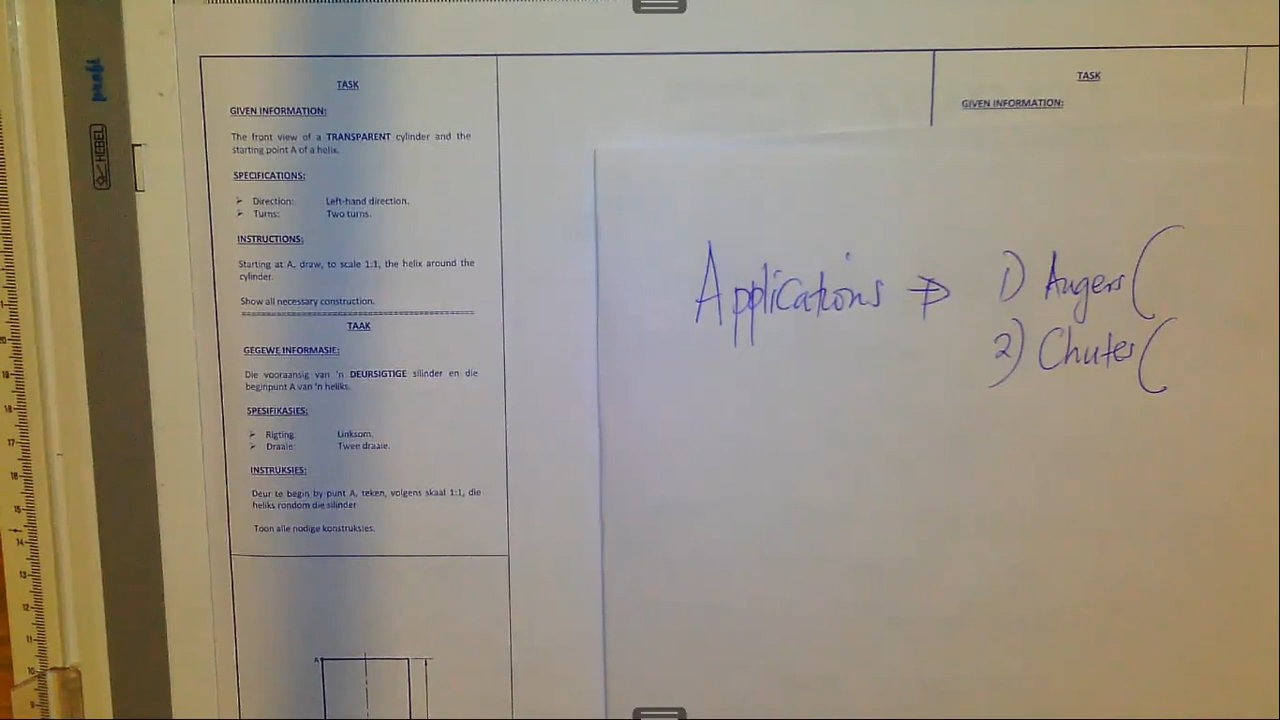 profi
HEBEL
TASK
GIVEN INFORMATION:
The front view of a TRANSPARENT cylinder and the
starting point A of a helix.
SPECIFICATIONS:
➢ Direction: Left-hand direction.
➢ Turns: Two turns.
INSTRUCTIONS:
Starting at A, draw, to scale 1:1, the helix around the
cylinder.
Show all necessary construction.
TAAK
GEGEWE INFORMASIE:
Die vooraansig van 'n DEURSIGTIGE silinder en die
beginpunt A van 'n heliks.
SPESIFIKASIES:
➢ Rigting: Linksom.
➢ Draaie: Twee draaie.
INSTRUKSIES:
Deur te begin by punt A, teken, volgens skaal 1:1, die
heliks rondom die silinder
Toon alle nodige konstruksies.
A
TASK
GIVEN INFORMATION:
Applications ⇒ 1) Augers (
2) Chutes (